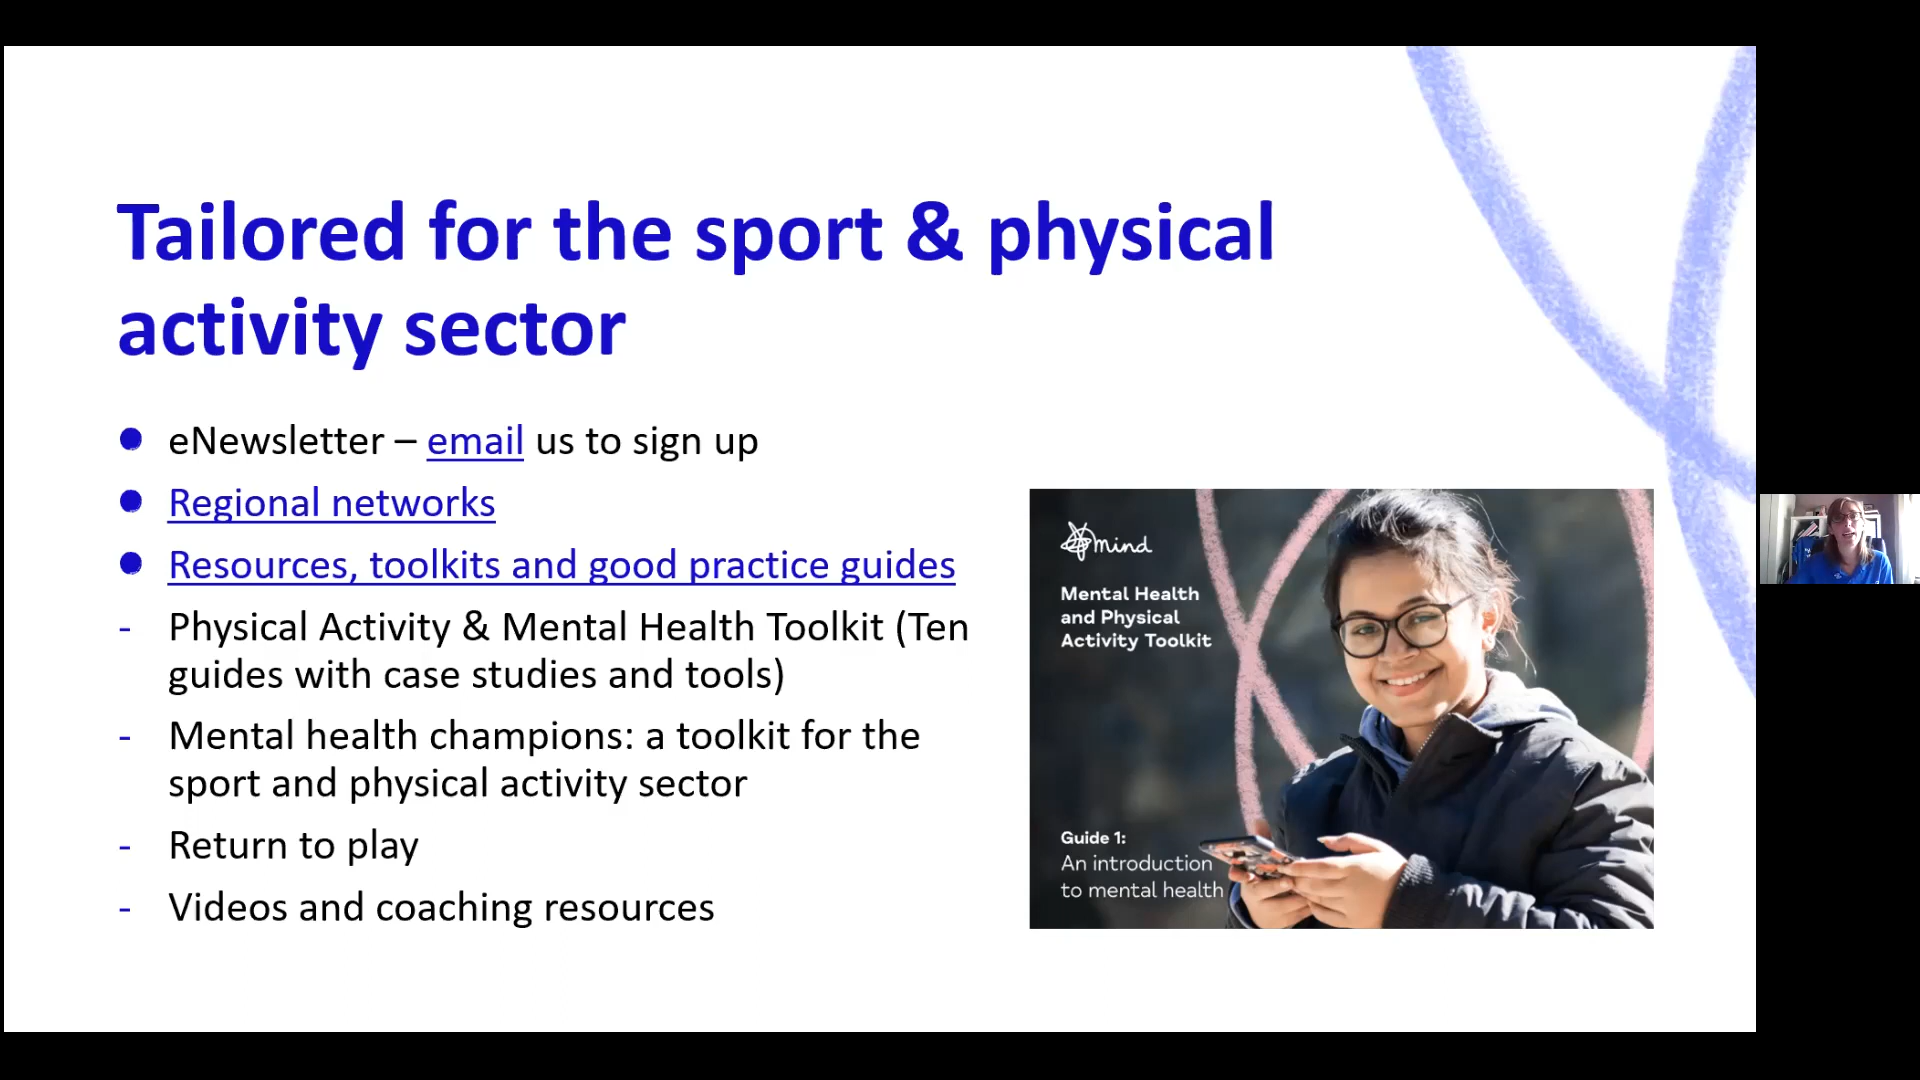 Tailored for the sport & physical
activity sector
● eNewsletter – email us to sign up
● Regional networks
● Resources, toolkits and good practice guides
- Physical Activity & Mental Health Toolkit (Ten
guides with case studies and tools)
- Mental health champions: a toolkit for the
sport and physical activity sector
- Return to play
- Videos and coaching resources
mind
Mental Health
and Physical
Activity Toolkit
Guide 1:
An introduction
to mental health